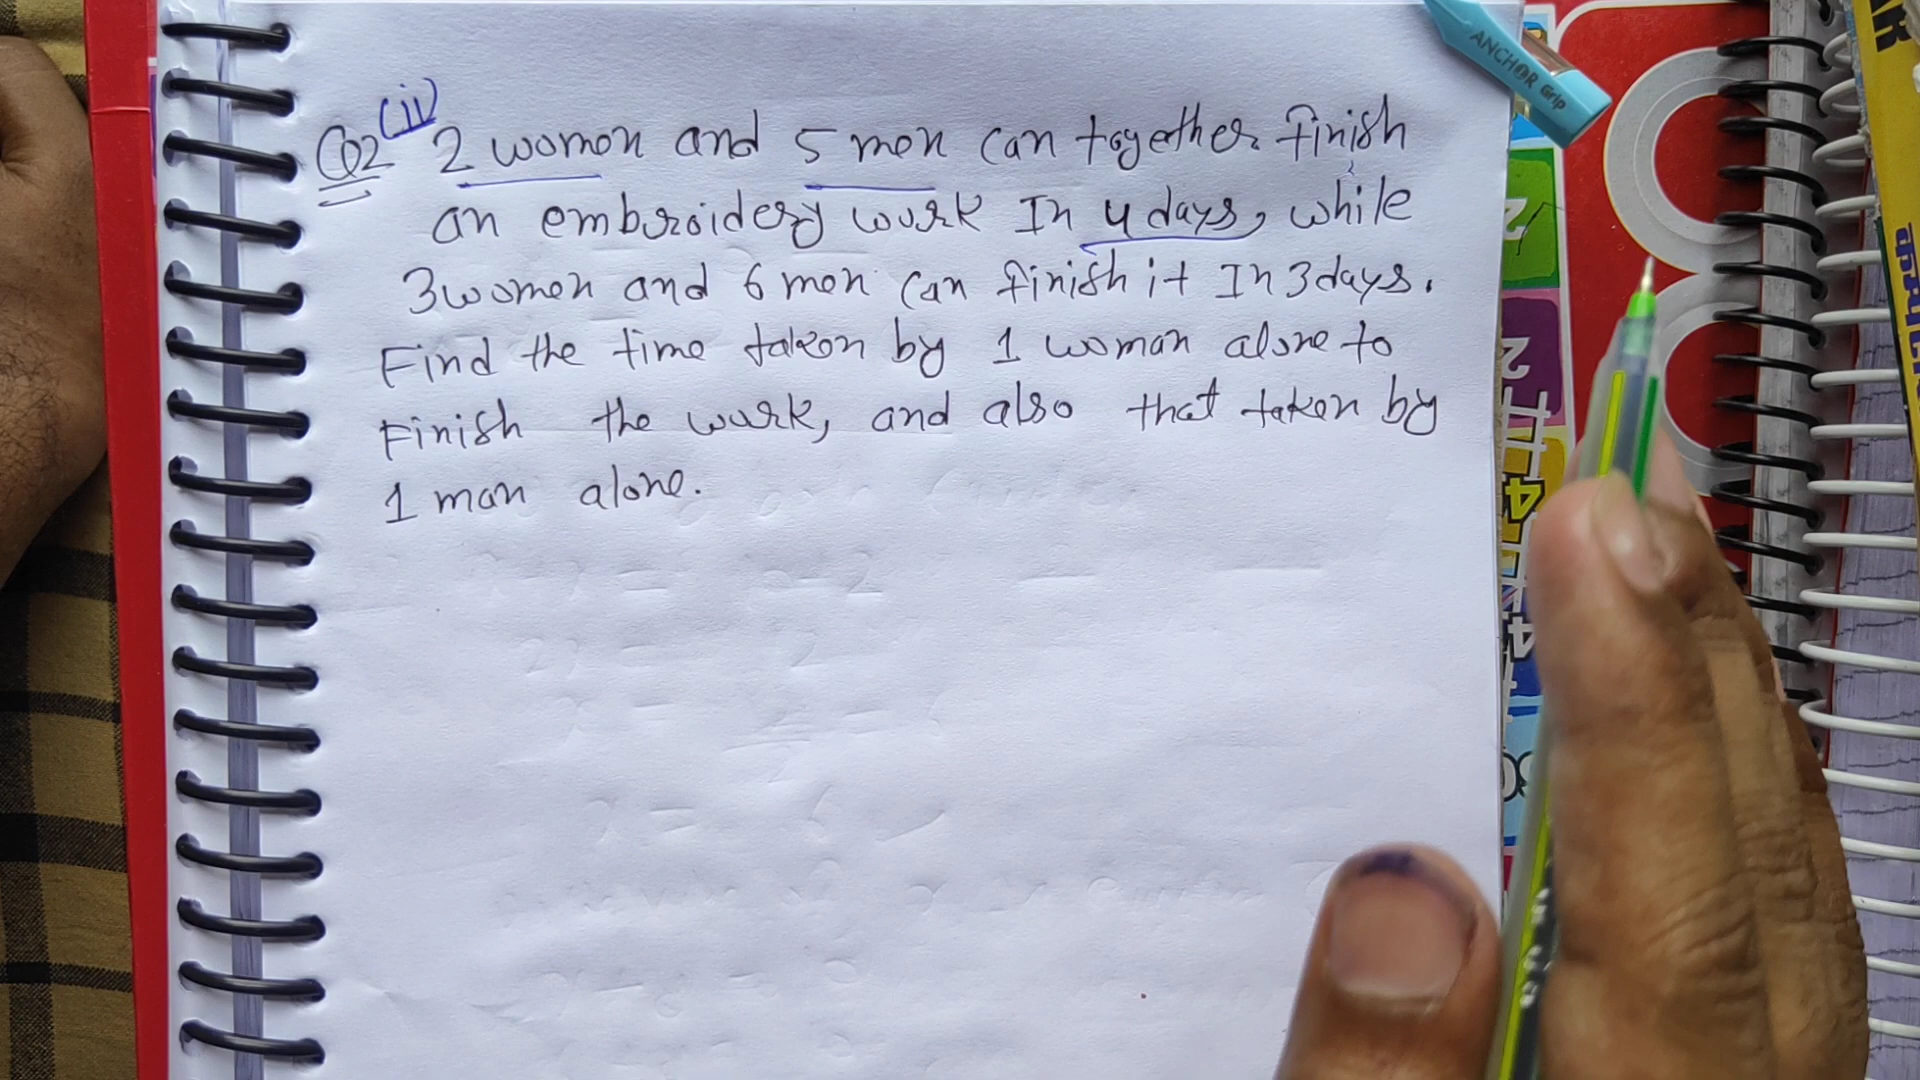 Q2 (ii) 2 women and 5 men can together finish
an embroidery work In 4 days, while
3 women and 6 men can finish it In 3 days.
Find the time taken by 1 woman alone to
Finish the work, and also that taken by
1 man alone.
ANCHOR Grip